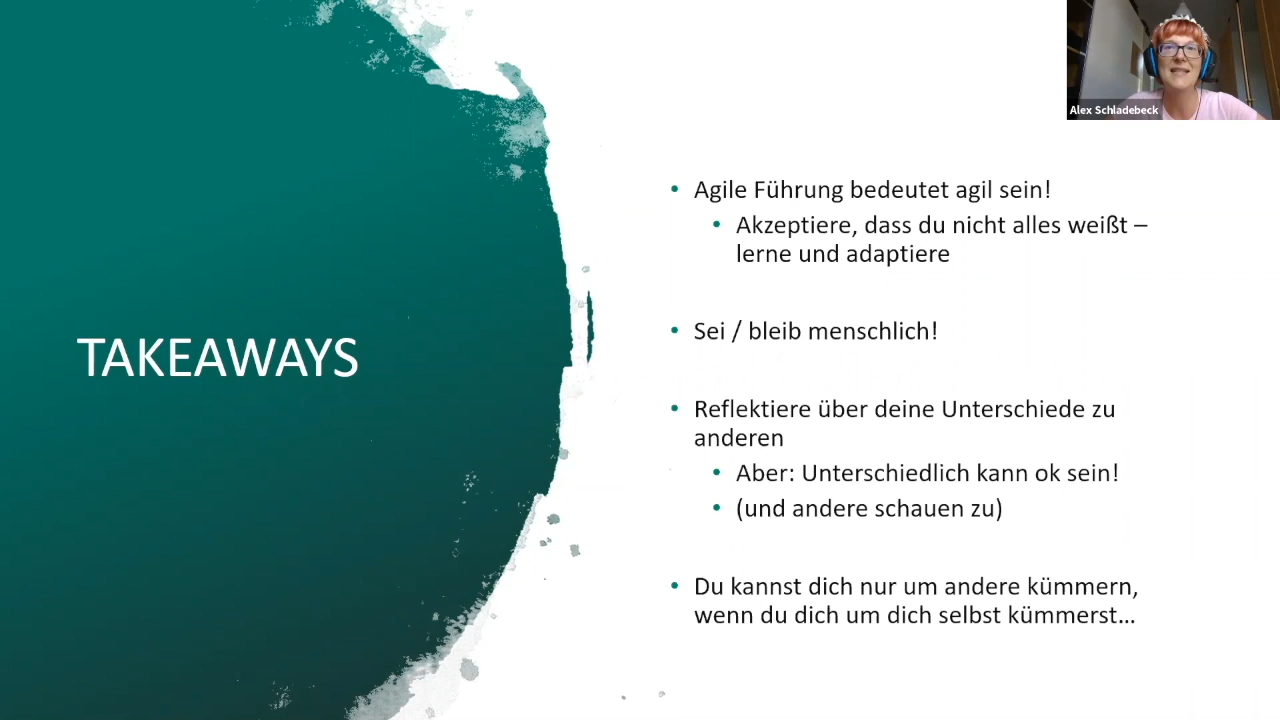 Alex Schladebeck
TAKEAWAYS
• Agile Führung bedeutet agil sein!
• Akzeptiere, dass du nicht alles weißt –
lerne und adaptiere
• Sei / bleib menschlich!
• Reflektiere über deine Unterschiede zu
anderen
• Aber: Unterschiedlich kann ok sein!
• (und andere schauen zu)
• Du kannst dich nur um andere kümmern,
wenn du dich um dich selbst kümmerst…